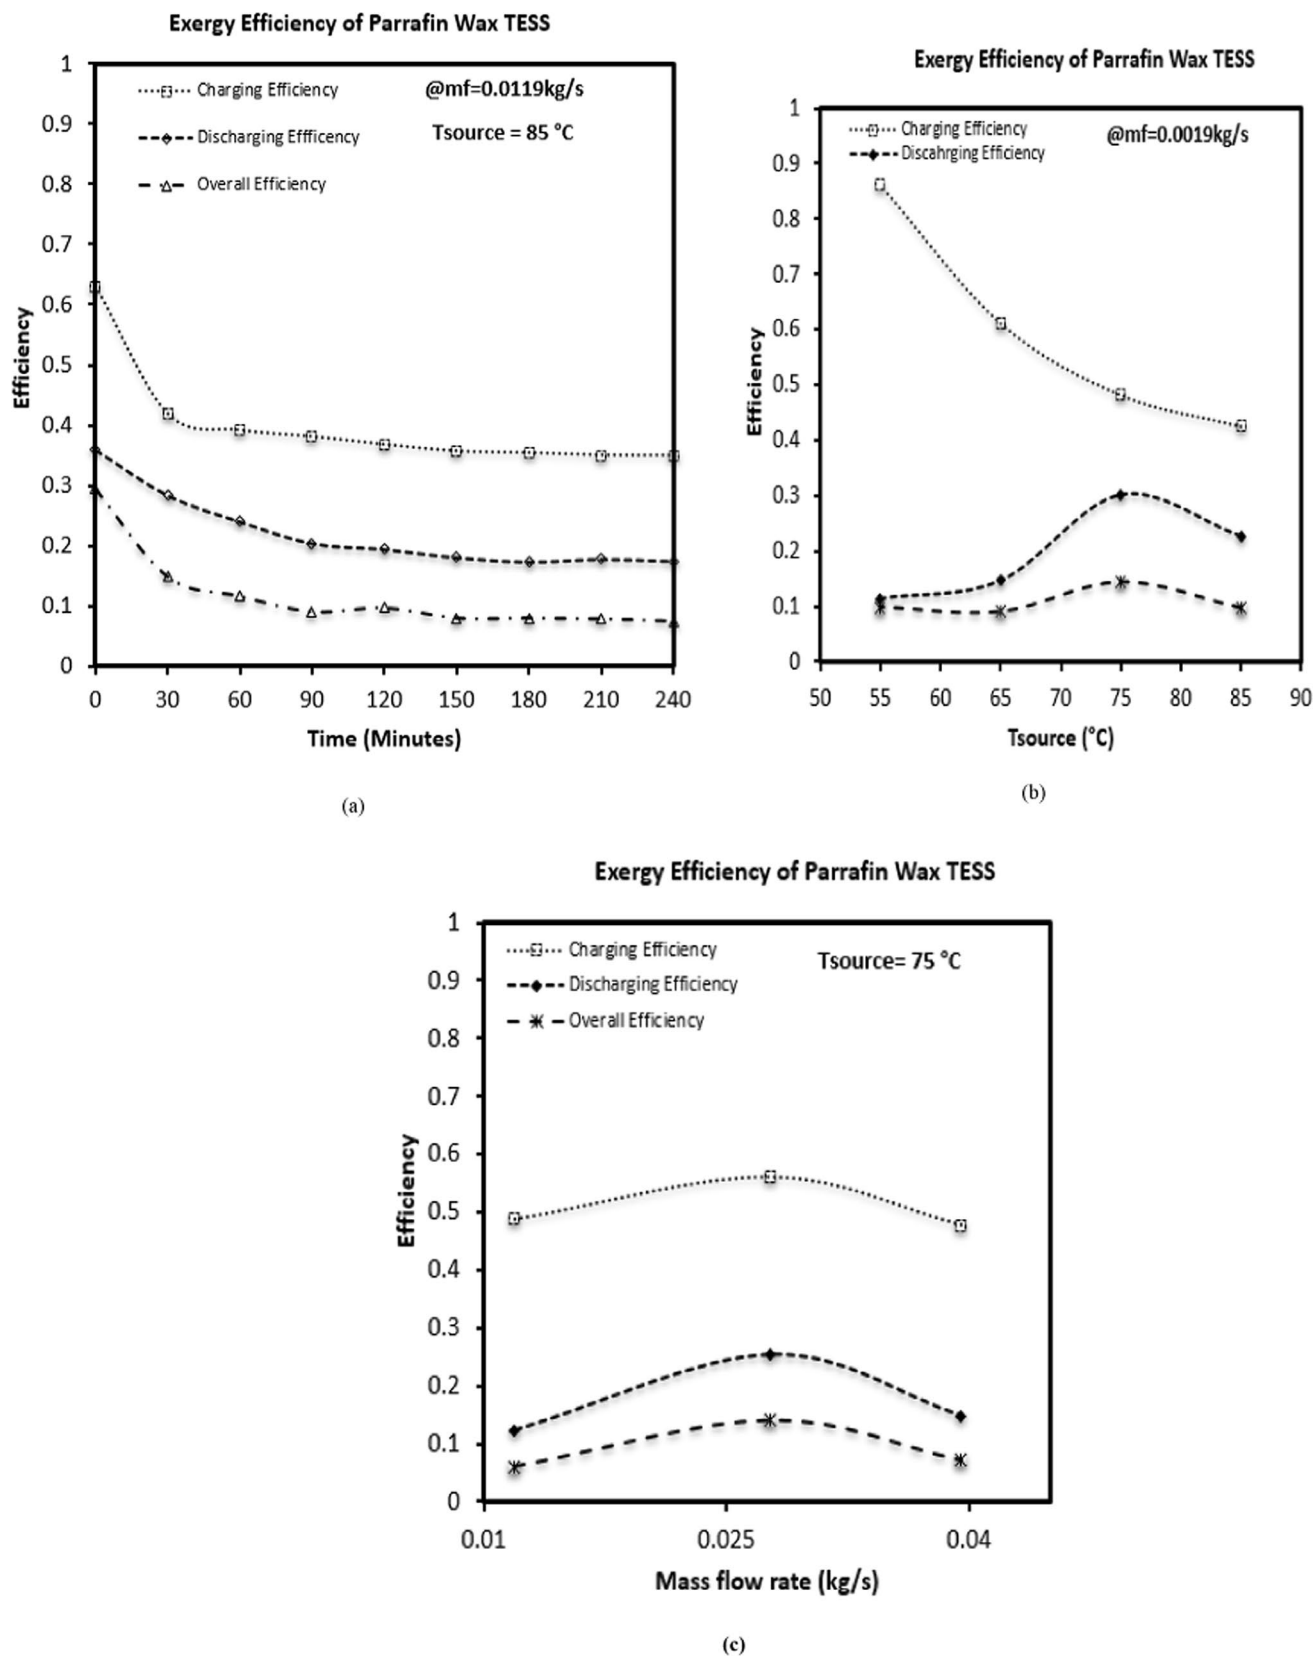 Exergy Efficiency of Parrafin Wax TESS
1
0.9
0.8
0.7
0.6
0.5
0.4
0.3
0.2
0.1
0
Efficiency
Charging Efficiency
Discharging Effficency
Overall Efficiency
@mf=0.0119kg/s
Tsource = 85 °C
0 30 60 90 120 150 180 210 240
Time (Minutes)
(a)
Exergy Efficiency of Parrafin Wax TESS
1
0.9
0.8
0.7
0.6
0.5
0.4
0.3
0.2
0.1
0
Efficiency
Charging Efficiency
Discahrging Efficiency
@mf=0.0019kg/s
50 55 60 65 70 75 80 85 90
Tsource (°C)
(b)
Exergy Efficiency of Parrafin Wax TESS
1
0.9
0.8
0.7
0.6
0.5
0.4
0.3
0.2
0.1
0
Efficiency
Charging Efficiency
Discharging Efficiency
Overall Efficiency
Tsource= 75 °C
0.01 0.025 0.04
Mass flow rate (kg/s)
(c)